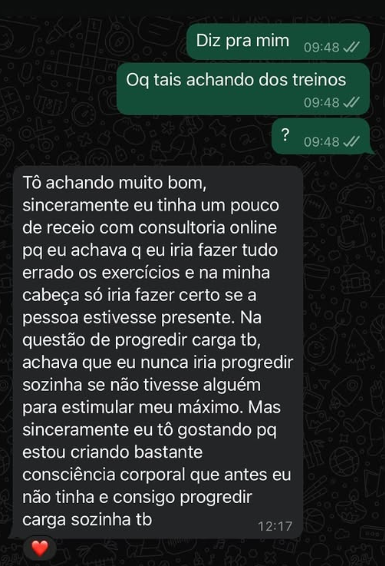 Diz pra mim 09:48
Oq tais achando dos treinos
09:48
? 09:48
Tô achando muito bom,
sinceramente eu tinha um pouco
de receio com consultoria online
pq eu achava q eu iria fazer tudo
errado os exercícios e na minha
cabeça só iria fazer certo se a
pessoa estivesse presente. Na
questão de progredir carga tb,
achava que eu nunca iria progredir
sozinha se não tivesse alguém
para estimular meu máximo. Mas
sinceramente eu tô gostando pq
estou criando bastante
consciência corporal que antes eu
não tinha e consigo progredir
carga sozinha tb
12:17